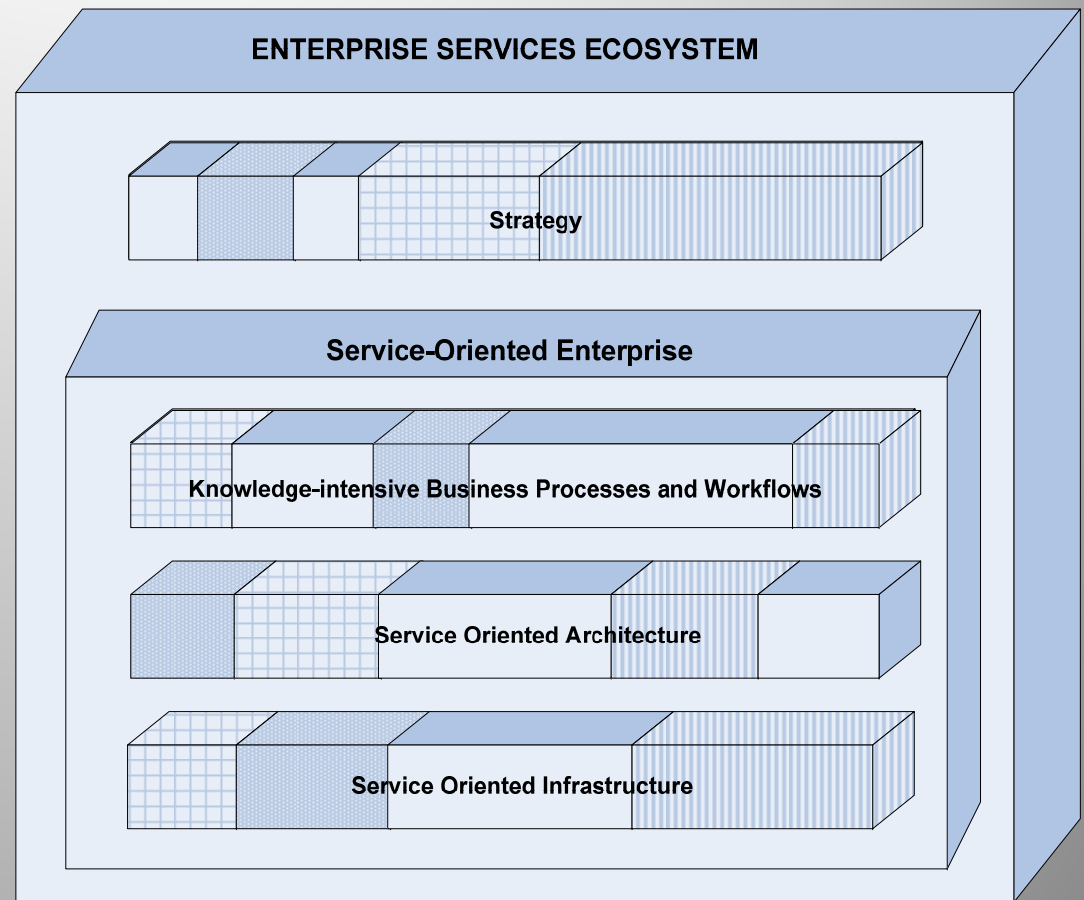 ENTERPRISE SERVICES ECOSYSTEM
Strategy
Service-Oriented Enterprise
Knowledge-intensive Business Processes and Workflows
Service Oriented Architecture
Service Oriented Infrastructure